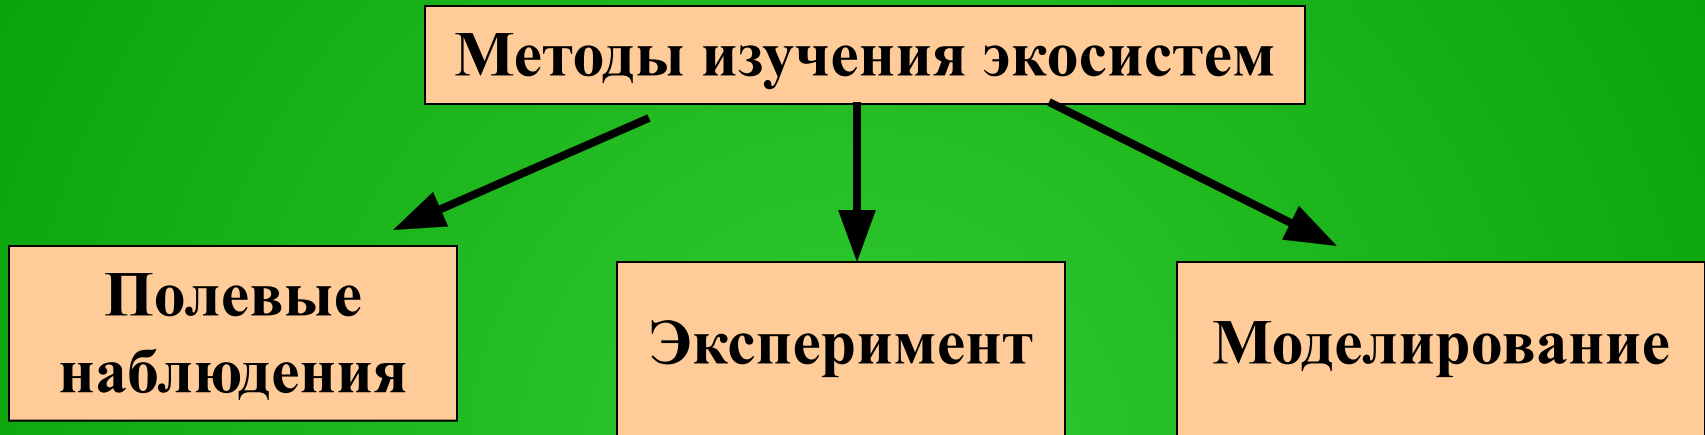 Методы изучения экосистем
Полевые
наблюдения
Эксперимент
Моделирование